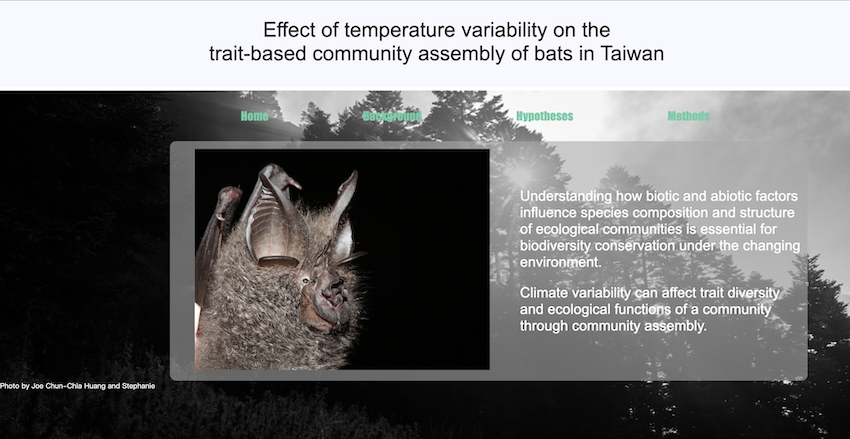 Effect of temperature variability on the
trait-based community assembly of bats in Taiwan
Home Background Hypotheses Methods
Understanding how biotic and abiotic factors
influence species composition and structure
of ecological communities is essential for
biodiversity conservation under the changing
environment.
Climate variability can affect trait diversity
and ecological functions of a community
through community assembly.
Photo by Joe Chun-Chia Huang and Stephanie